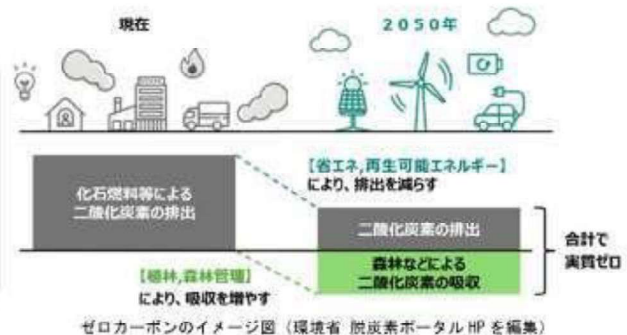 現在
2050年
化石燃料等による
二酸化炭素の排出
【省エネ,再生可能エネルギー】
により、排出を減らす
二酸化炭素の排出
森林などによる
二酸化炭素の吸収
合計で
実質ゼロ
【植林,森林管理】
により、吸収を増やす
ゼロカーボンのイメージ図（環境省 脱炭素ポータルHPを編集）